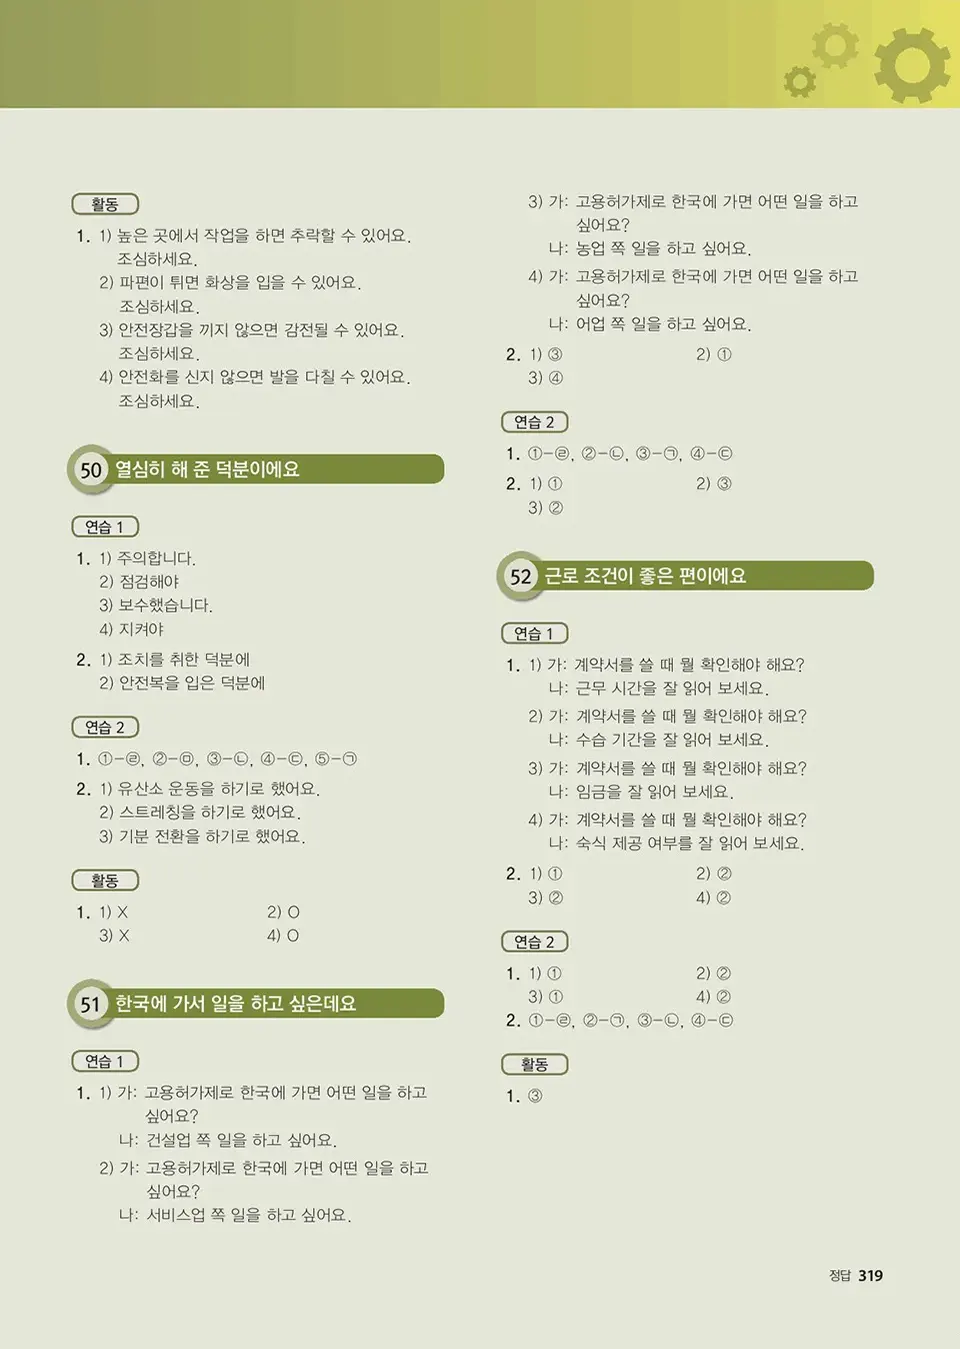 활동
1. 1) 높은 곳에서 작업을 하면 추락할 수 있어요.
조심하세요.
2) 파편이 튀면 화상을 입을 수 있어요.
조심하세요.
3) 안전장갑을 끼지 않으면 감전될 수 있어요.
조심하세요.
4) 안전화를 신지 않으면 발을 다칠 수 있어요.
조심하세요.
50 열심히 해 준 덕분이에요
연습 1
1. 1) 주의합니다.
2) 점검해야
3) 보수했습니다.
4) 지켜야
2. 1) 조치를 취한 덕분에
2) 안전복을 입은 덕분에
연습 2
1. ①-㉣, ②-㉤, ③-㉡, ④-㉢, ⑤-㉠
2. 1) 유산소 운동을 하기로 했어요.
2) 스트레칭을 하기로 했어요.
3) 기분 전환을 하기로 했어요.
활동
1. 1) X 2) O
3) X 4) O
51 한국에 가서 일을 하고 싶은데요
연습 1
1. 1) 가: 고용허가제로 한국에 가면 어떤 일을 하고
싶어요?
나: 건설업 쪽 일을 하고 싶어요.
2) 가: 고용허가제로 한국에 가면 어떤 일을 하고
싶어요?
나: 서비스업 쪽 일을 하고 싶어요.
3) 가: 고용허가제로 한국에 가면 어떤 일을 하고
싶어요?
나: 농업 쪽 일을 하고 싶어요.
4) 가: 고용허가제로 한국에 가면 어떤 일을 하고
싶어요?
나: 어업 쪽 일을 하고 싶어요.
2. 1) ③ 2) ①
3) ④
연습 2
1. ①-㉣, ②-㉡, ③-㉠, ④-㉢
2. 1) ① 2) ③
3) ②
52 근로 조건이 좋은 편이에요
연습 1
1. 1) 가: 계약서를 쓸 때 뭘 확인해야 해요?
나: 근무 시간을 잘 읽어 보세요.
2) 가: 계약서를 쓸 때 뭘 확인해야 해요?
나: 수습 기간을 잘 읽어 보세요.
3) 가: 계약서를 쓸 때 뭘 확인해야 해요?
나: 임금을 잘 읽어 보세요.
4) 가: 계약서를 쓸 때 뭘 확인해야 해요?
나: 숙식 제공 여부를 잘 읽어 보세요.
2. 1) ① 2) ②
3) ② 4) ②
연습 2
1. 1) ① 2) ②
3) ① 4) ②
2. ①-㉣, ②-㉠, ③-㉡, ④-㉢
활동
1. ③
정답 319